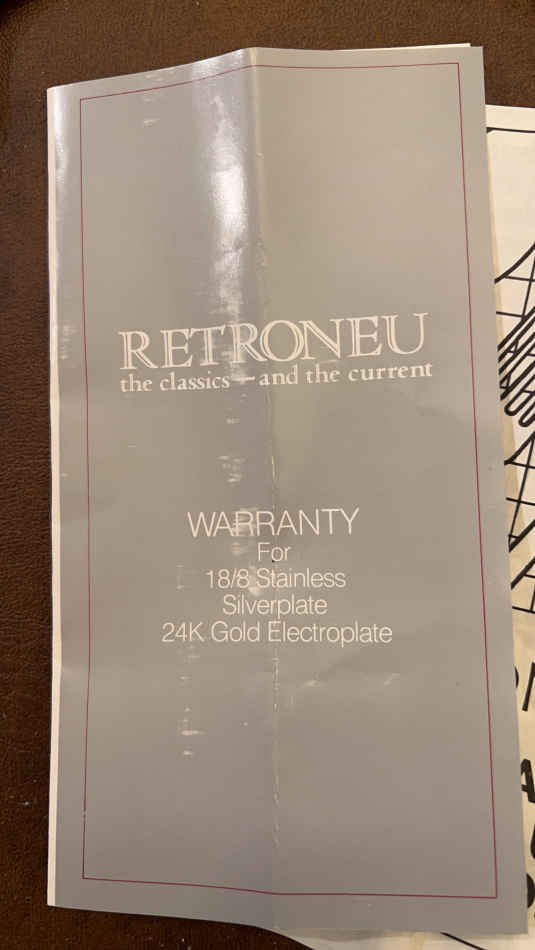 RETRONEU
the classics — and the current
WARRANTY
For
18/8 Stainless
Silverplate
24K Gold Electroplate